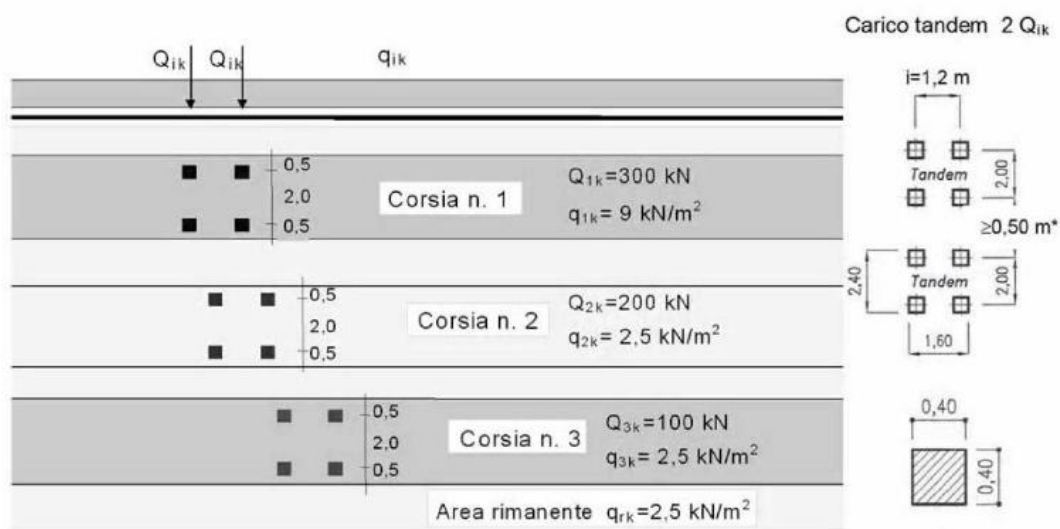 Carico tandem 2 Qik
Qik Qik qik
i=1,2 m
0,5
2,0
0,5
Corsia n. 1
Q1k=300 kN
q1k= 9 kN/m²
Tandem
2,00
≥0,50 m*
0,5
2,0
0,5
Corsia n. 2
Q2k=200 kN
q2k= 2,5 kN/m²
2,40
Tandem
2,00
1,60
0,5
2,0
0,5
Corsia n. 3
Q3k=100 kN
q3k= 2,5 kN/m²
0,40
0,40
Area rimanente qrk=2,5 kN/m²